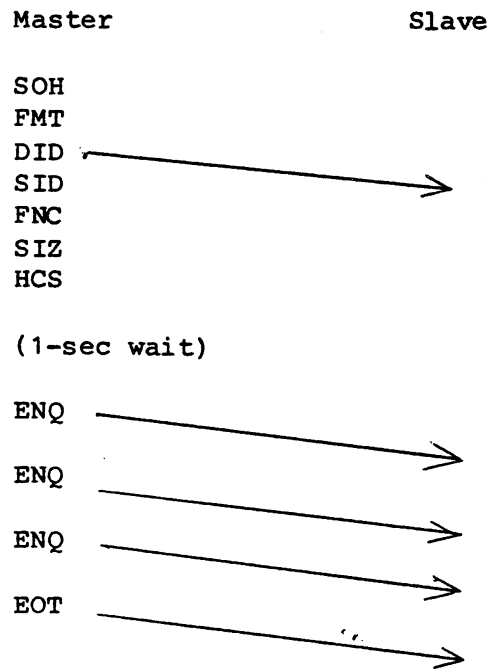 Master Slave
SOH
FMT
DID
SID
FNC
SIZ
HCS
(1-sec wait)
ENQ
ENQ
ENQ
EOT